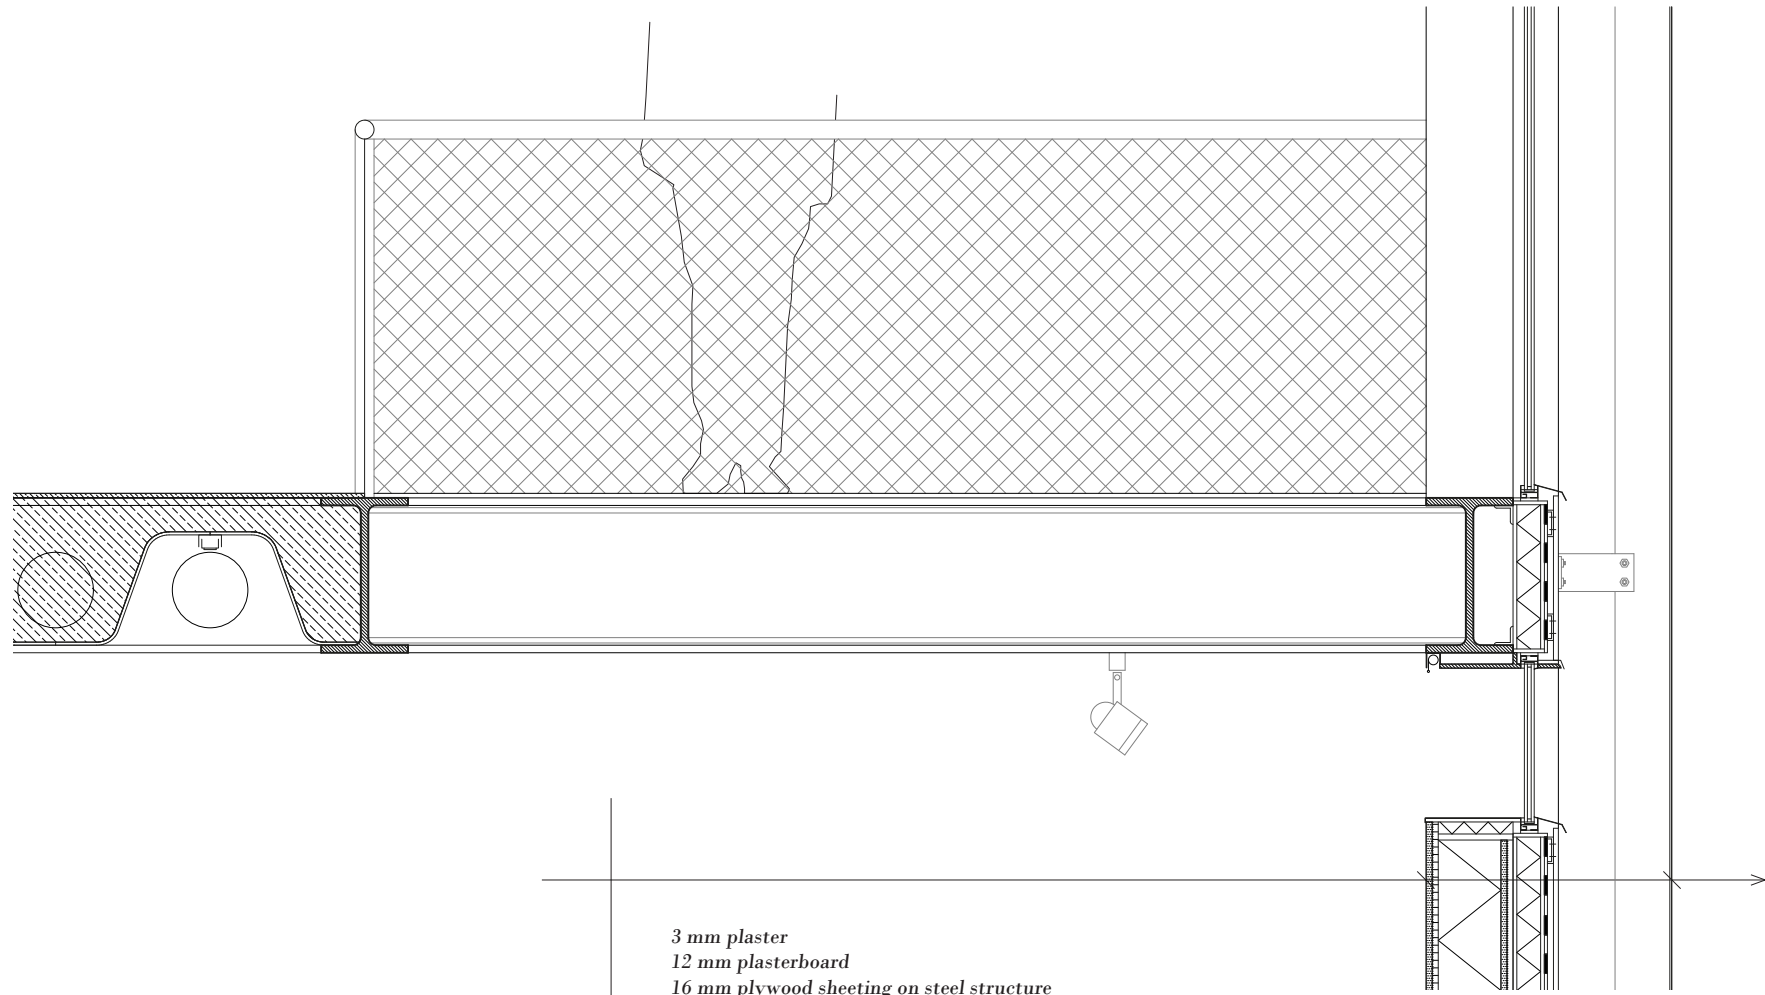 3 mm plaster
12 mm plasterboard
16 mm plywood sheeting on steel structure